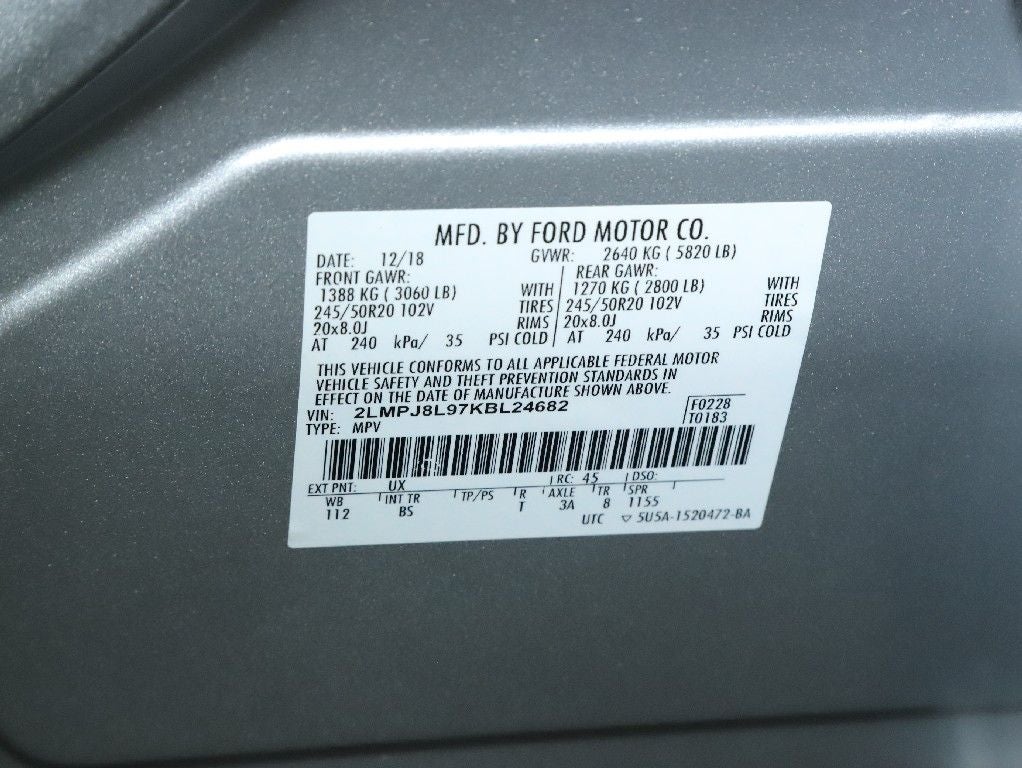 MFD. BY FORD MOTOR CO.
DATE: 12/18 GVWR: 2640 KG ( 5820 LB)
FRONT GAWR: REAR GAWR:
1388 KG ( 3060 LB) WITH 1270 KG ( 2800 LB) WITH
245/50R20 102V TIRES 245/50R20 102V TIRES
20x8.0J RIMS 20x8.0J RIMS
AT 240 kPa/ 35 PSI COLD AT 240 kPa/ 35 PSI COLD
THIS VEHICLE CONFORMS TO ALL APPLICABLE FEDERAL MOTOR
VEHICLE SAFETY AND THEFT PREVENTION STANDARDS IN
EFFECT ON THE DATE OF MANUFACTURE SHOWN ABOVE.
VIN: 2LMPJ8L97KBL24682 F0228
TYPE: MPV T0183
EXT PNT: UX RC: 45 DSO:
WB INT TR TP/PS R AXLE TR SPR
112 BS T 3A 8 1155
UTC ▽ 5U5A-1520472-BA